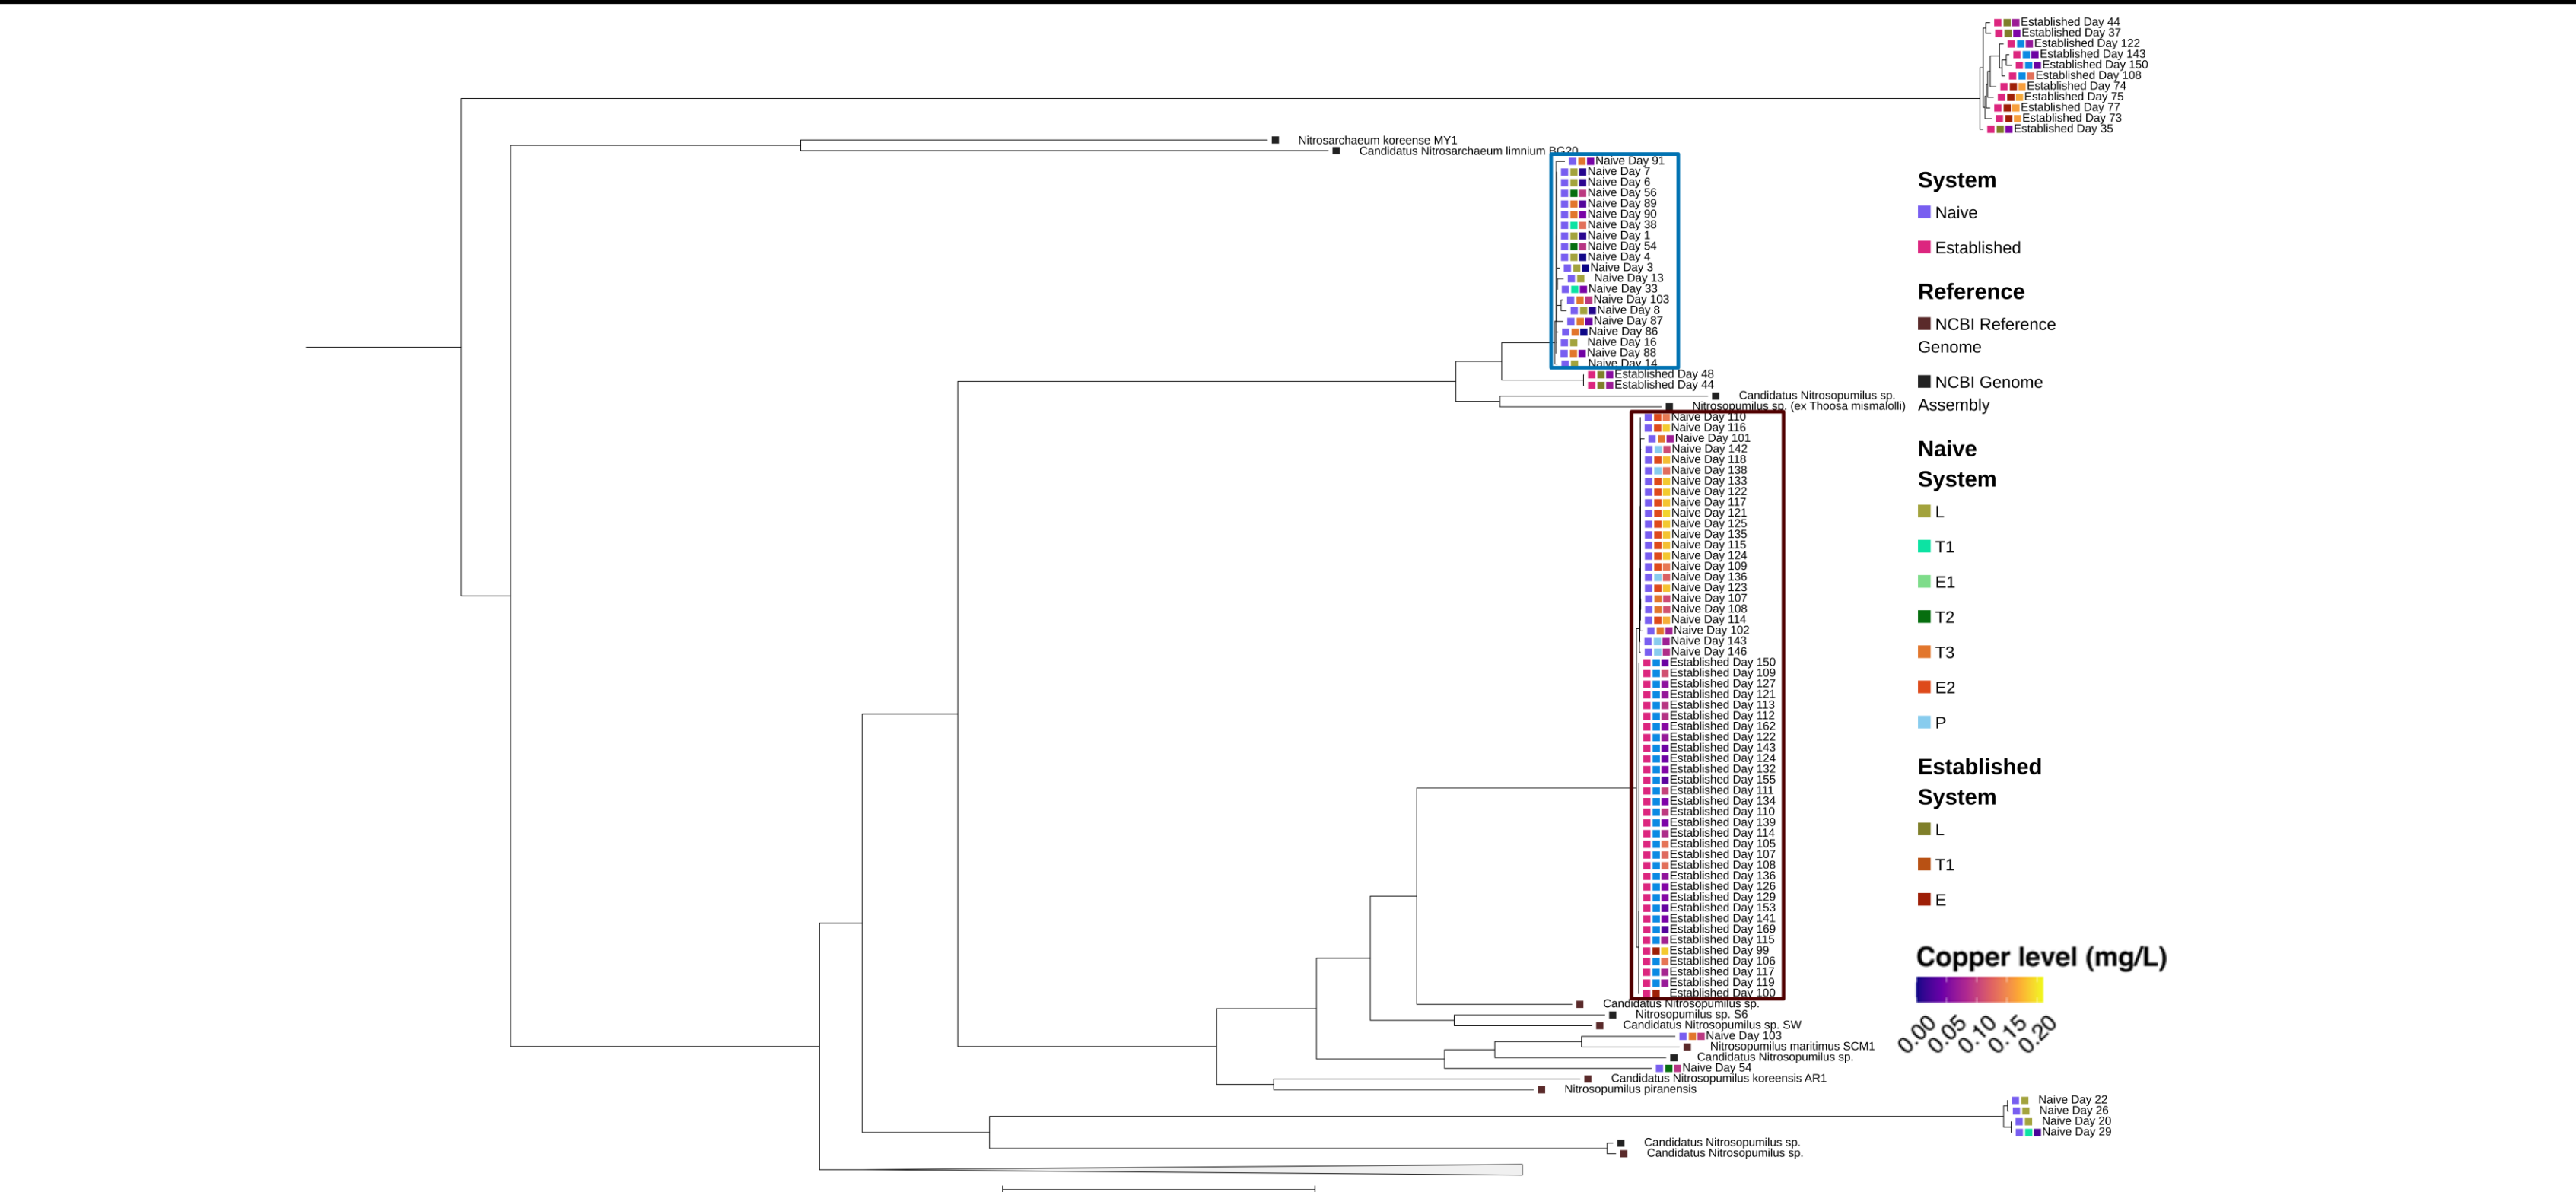 Established Day 44
Established Day 37
Established Day 122
Established Day 143
Established Day 150
Established Day 108
Established Day 74
Established Day 75
Established Day 77
Established Day 73
Established Day 35
Nitrosarchaeum koreense MY1
Candidatus Nitrosarchaeum limnium BG20
Naive Day 91
Naive Day 7
Naive Day 6
Naive Day 56
Naive Day 89
Naive Day 90
Naive Day 38
Naive Day 1
Naive Day 54
Naive Day 4
Naive Day 3
Naive Day 13
Naive Day 33
Naive Day 103
Naive Day 8
Naive Day 87
Naive Day 86
Naive Day 16
Naive Day 88
Naive Day 14
Established Day 48
Established Day 44
Candidatus Nitrosopumilus sp.
Nitrosopumilus sp. (ex Thoosa mismalolli)
Naive Day 110
Naive Day 116
Naive Day 101
Naive Day 142
Naive Day 118
Naive Day 138
Naive Day 133
Naive Day 122
Naive Day 117
Naive Day 121
Naive Day 125
Naive Day 135
Naive Day 115
Naive Day 124
Naive Day 109
Naive Day 136
Naive Day 123
Naive Day 107
Naive Day 108
Naive Day 114
Naive Day 102
Naive Day 143
Naive Day 146
Established Day 150
Established Day 109
Established Day 127
Established Day 121
Established Day 113
Established Day 112
Established Day 162
Established Day 122
Established Day 143
Established Day 124
Established Day 132
Established Day 155
Established Day 111
Established Day 134
Established Day 110
Established Day 139
Established Day 114
Established Day 105
Established Day 107
Established Day 108
Established Day 136
Established Day 126
Established Day 129
Established Day 153
Established Day 141
Established Day 169
Established Day 115
Established Day 99
Established Day 106
Established Day 117
Established Day 119
Established Day 100
Candidatus Nitrosopumilus sp.
Nitrosopumilus sp. S6
Candidatus Nitrosopumilus sp. SW
Naive Day 103
Nitrosopumilus maritimus SCM1
Candidatus Nitrosopumilus sp.
Naive Day 54
Candidatus Nitrosopumilus koreensis AR1
Nitrosopumilus piranensis
Naive Day 22
Naive Day 26
Naive Day 20
Naive Day 29
Candidatus Nitrosopumilus sp.
Candidatus Nitrosopumilus sp.
System
Naive
Established
Reference
NCBI Reference
Genome
NCBI Genome
Assembly
Naive
System
L
T1
E1
T2
T3
E2
P
Established
System
L
T1
E
Copper level (mg/L)
0.00
0.05
0.10
0.15
0.20